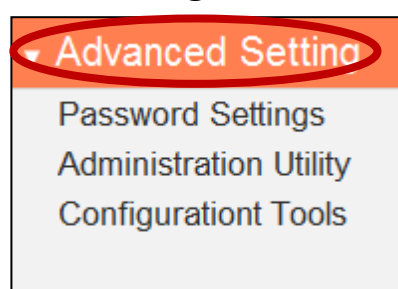 Advanced Setting
Password Settings
Administration Utility
Configurationt Tools